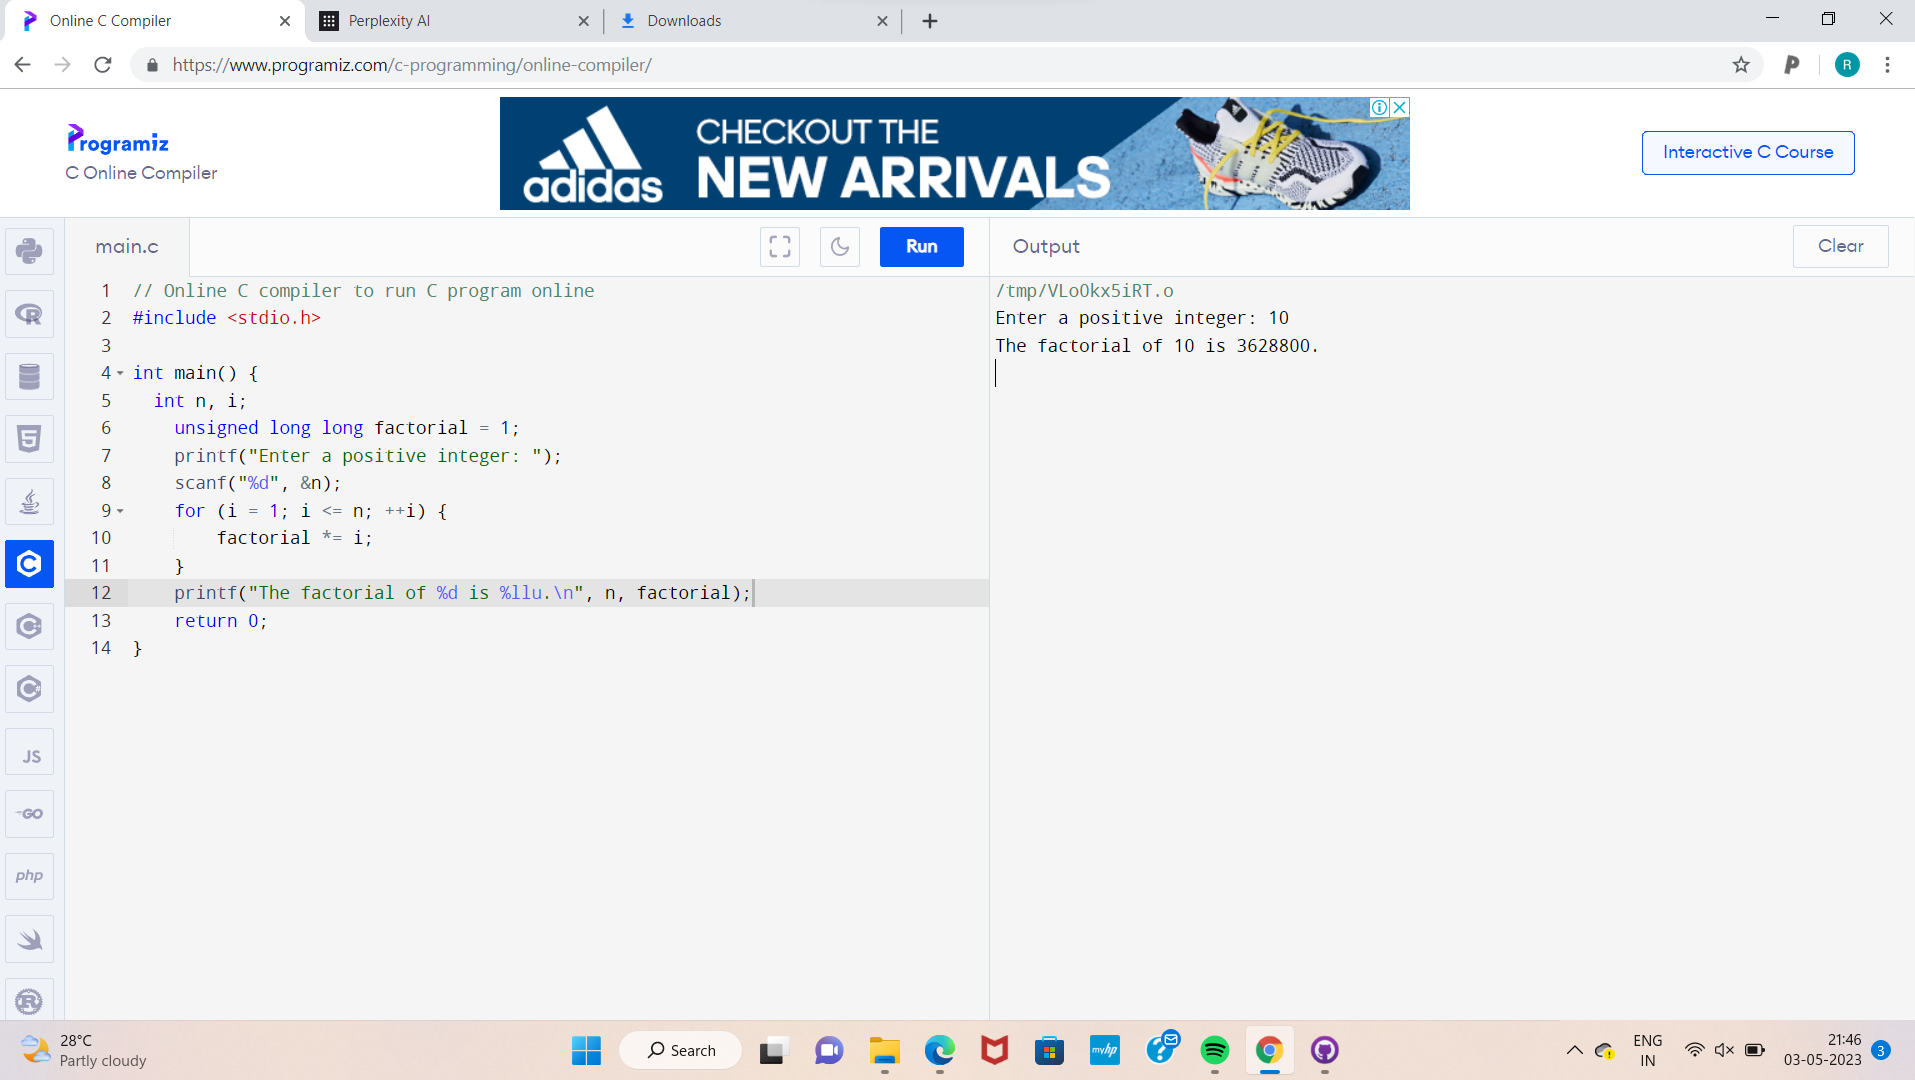 Online C Compiler
Perplexity AI
Downloads
https://www.programiz.com/c-programming/online-compiler/
R
Programiz
C Online Compiler
adidas
CHECKOUT THE
NEW ARRIVALS
Interactive C Course
main.c
Run
Output
Clear
1 // Online C compiler to run C program online
2 #include <stdio.h>
3
4 int main() {
5   int n, i;
6     unsigned long long factorial = 1;
7     printf("Enter a positive integer: ");
8     scanf("%d", &n);
9     for (i = 1; i <= n; ++i) {
10         factorial *= i;
11     }
12     printf("The factorial of %d is %llu.\n", n, factorial);
13     return 0;
14 }
/tmp/VLoOkx5iRT.o
Enter a positive integer: 10
The factorial of 10 is 3628800.
R
5
C
C
C#
JS
GO
php
R
28°C
Partly cloudy
Search
myhp
ENG
IN
21:46
03-05-2023
3